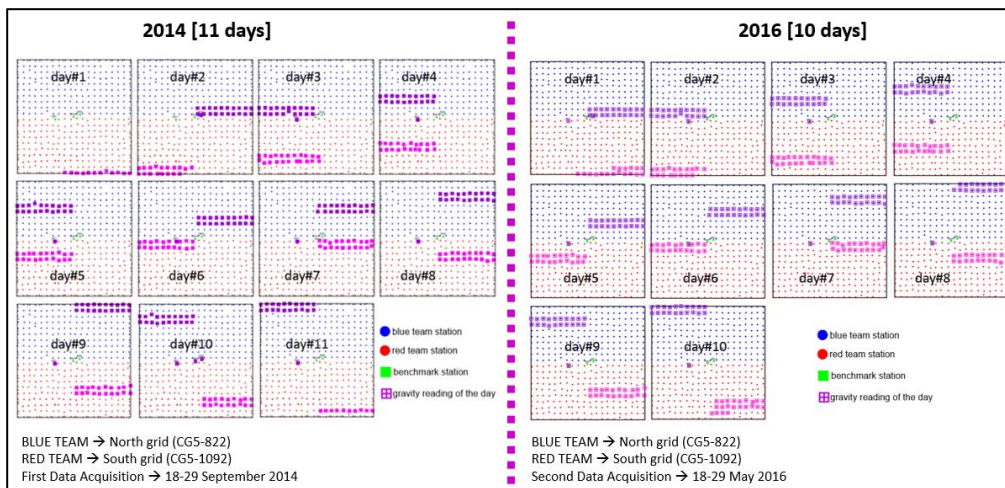 2014 [11 days]
day#1
day#2
day#3
day#4
day#5
day#6
day#7
day#8
day#9
day#10
day#11
blue team station
red team station
benchmark station
gravity reading of the day
BLUE TEAM → North grid (CG5-822)
RED TEAM → South grid (CG5-1092)
First Data Acquisition → 18-29 September 2014
2016 [10 days]
day#1
day#2
day#3
day#4
day#5
day#6
day#7
day#8
day#9
day#10
blue team station
red team station
benchmark station
gravity reading of the day
BLUE TEAM → North grid (CG5-822)
RED TEAM → South grid (CG5-1092)
Second Data Acquisition → 18-29 May 2016